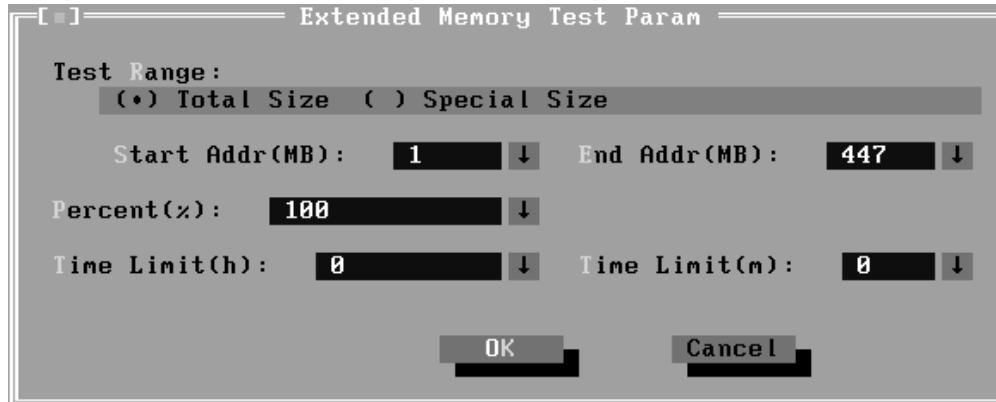 [■] Extended Memory Test Param
Test Range:
(•) Total Size ( ) Special Size
Start Addr(MB): 1 ↓ End Addr(MB): 447 ↓
Percent(%): 100 ↓
Time Limit(h): 0 ↓ Time Limit(m): 0 ↓
OK Cancel